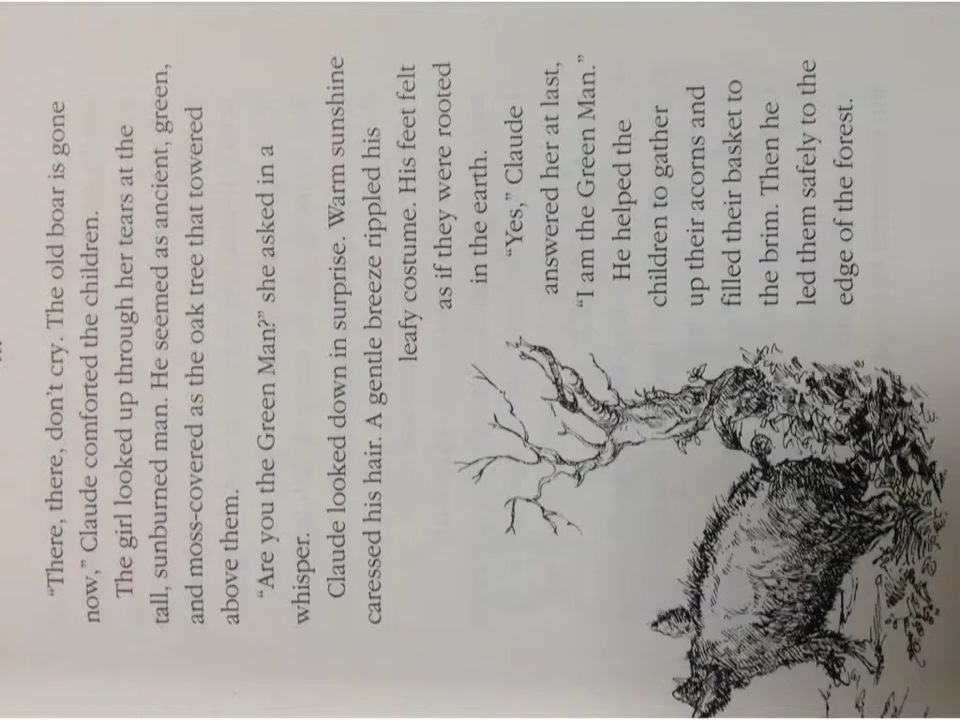 “There, there, don’t cry. The old boar is gone
now,” Claude comforted the children.
The girl looked up through her tears at the
tall, sunburned man. He seemed as ancient, green,
and moss-covered as the oak tree that towered
above them.
“Are you the Green Man?” she asked in a
whisper.
Claude looked down in surprise. Warm sunshine
caressed his hair. A gentle breeze rippled his
leafy costume. His feet felt
as if they were rooted
in the earth.
“Yes,” Claude
answered her at last,
“I am the Green Man.”
He helped the
children to gather
up their acorns and
filled their basket to
the brim. Then he
led them safely to the
edge of the forest.